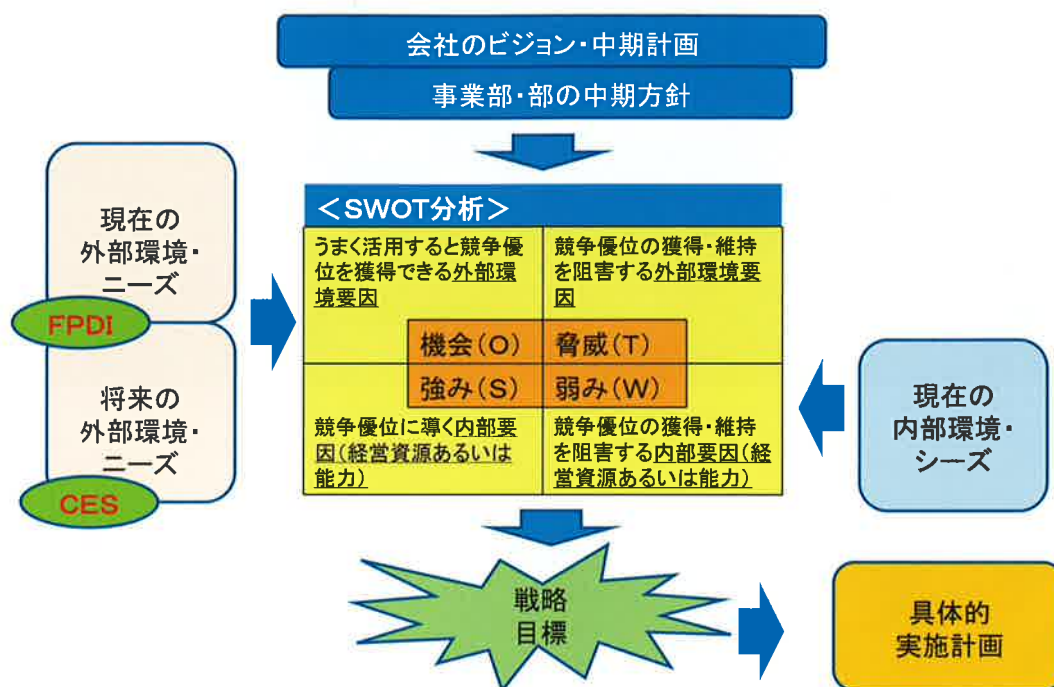 会社のビジョン・中期計画
事業部・部の中期方針
現在の
外部環境・
ニーズ
FPDI
将来の
外部環境・
ニーズ
CES
＜SWOT分析＞
うまく活用すると競争優
位を獲得できる外部環
境要因
競争優位の獲得・維持
を阻害する外部環境要
因
機会(O)
脅威(T)
強み(S)
弱み(W)
競争優位に導く内部要
因(経営資源あるいは
能力)
競争優位の獲得・維持
を阻害する内部要因(経
営資源あるいは能力)
現在の
内部環境・
シーズ
戦略
目標
具体的
実施計画